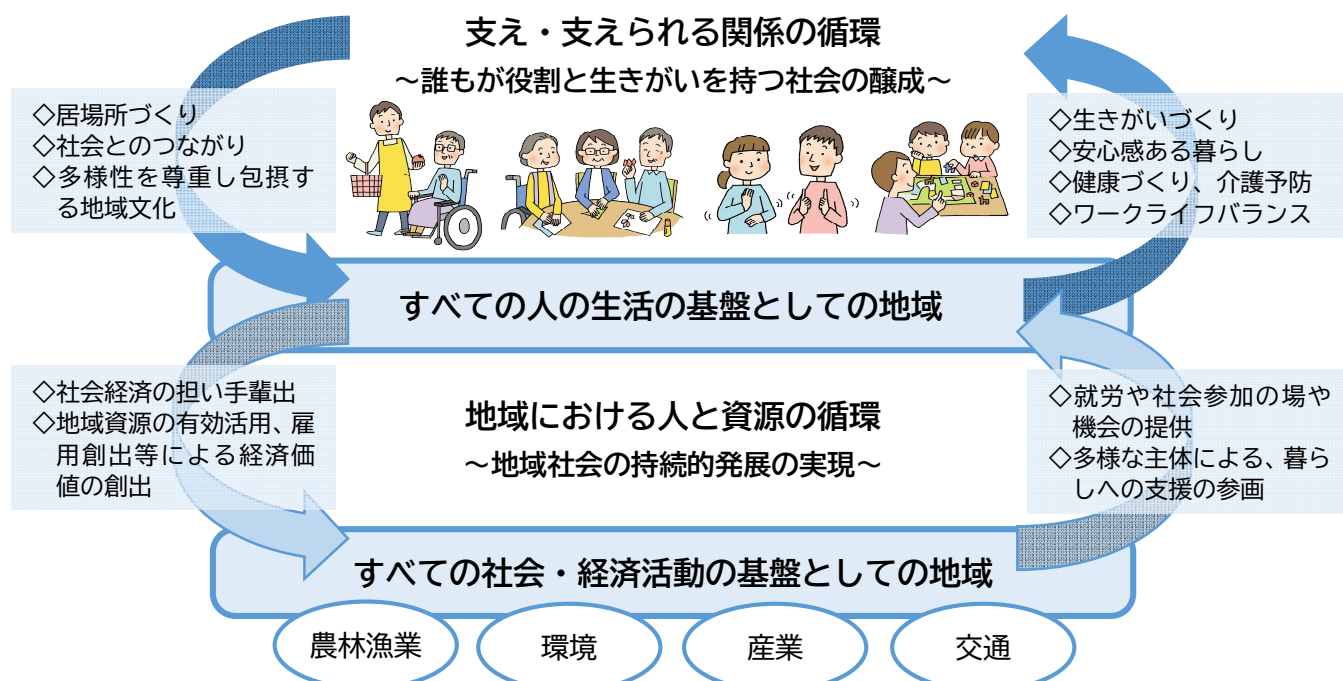 支え・支えられる関係の循環
～誰もが役割と生きがいを持つ社会の醸成～
◇居場所づくり
◇社会とのつながり
◇多様性を尊重し包摂す
る地域文化
◇生きがいづくり
◇安心感ある暮らし
◇健康づくり、介護予防
◇ワークライフバランス
すべての人の生活の基盤としての地域
◇社会経済の担い手輩出
◇地域資源の有効活用、雇
用創出等による経済価
値の創出
地域における人と資源の循環
～地域社会の持続的発展の実現～
◇就労や社会参加の場や
機会の提供
◇多様な主体による、暮ら
しへの支援の参画
すべての社会・経済活動の基盤としての地域
農林漁業
環境
産業
交通